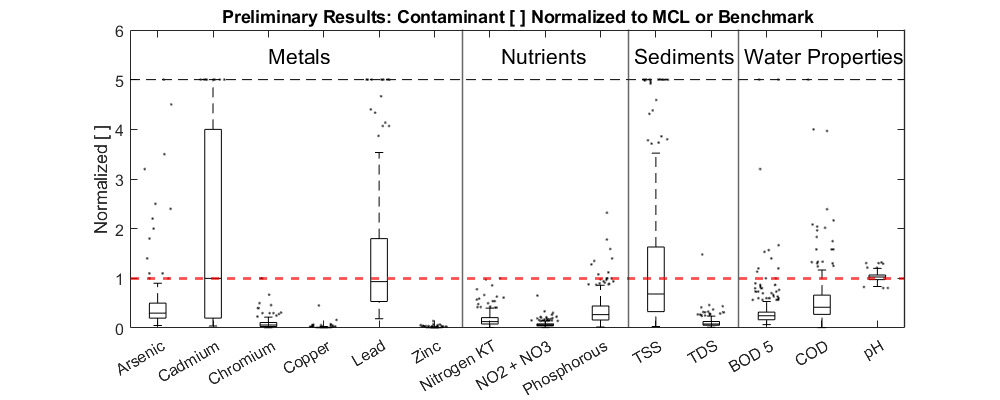 Preliminary Results: Contaminant [ ] Normalized to MCL or Benchmark
Metals
Nutrients
Sediments
Water Properties
Normalized [ ]
6
5
4
3
2
1
0
Arsenic
Cadmium
Chromium
Copper
Lead
Zinc
Nitrogen KT
NO2 + NO3
Phosphorous
TSS
TDS
BOD 5
COD
pH